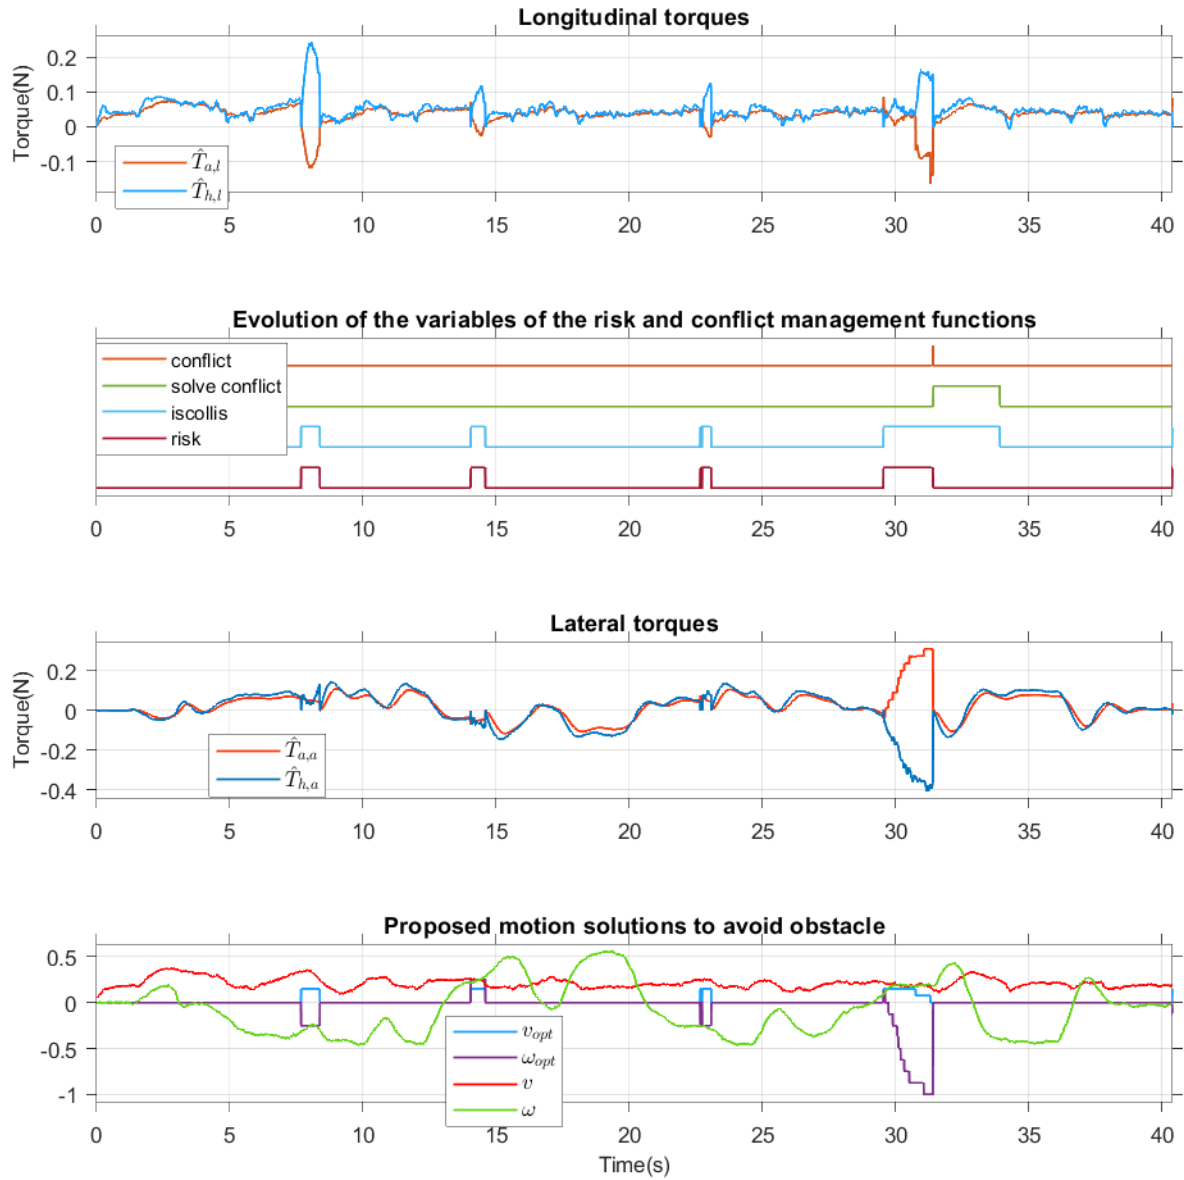 Longitudinal torques
Torque(N)
0.2
0.1
0
-0.1
T̂a,l
T̂h,l
0 5 10 15 20 25 30 35 40
Evolution of the variables of the risk and conflict management functions
conflict
solve conflict
iscollis
risk
0 5 10 15 20 25 30 35 40
Lateral torques
Torque(N)
0.2
0
-0.2
-0.4
T̂a,a
T̂h,a
0 5 10 15 20 25 30 35 40
Proposed motion solutions to avoid obstacle
0.5
0
-0.5
-1
vopt
ωopt
v
ω
0 5 10 15 20 25 30 35 40
Time(s)